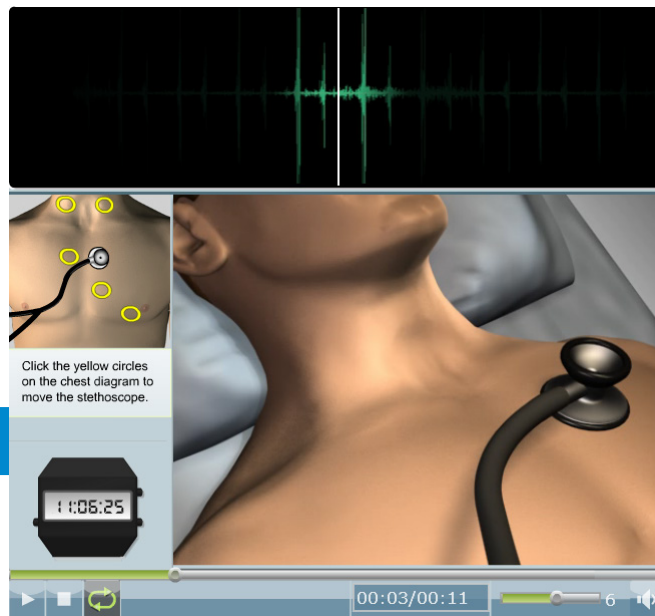 Click the yellow circles
on the chest diagram to
move the stethoscope.
11:06:25
00:03/00:11
6